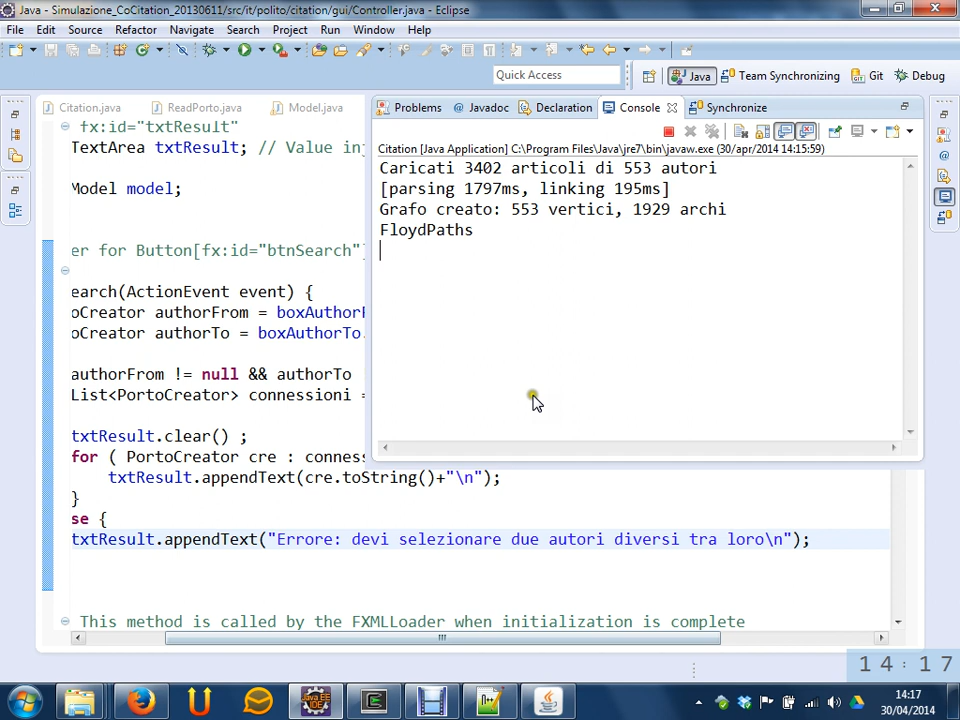 Java - Simulazione_CoCitation_20130611/src/it/polito/citation/gui/Controller.java - Eclipse
File Edit Source Refactor Navigate Search Project Run Window Help
Quick Access
Java
Team Synchronizing
Git
Debug
Citation.java
ReadPorto.java
Model.java
fx:id="txtResult"
TextArea txtResult; // Value in
Model model;
er for Button[fx:id="btnSearch"]
earch(ActionEvent event) {
oCreator authorFrom = boxAuthorF
oCreator authorTo = boxAuthorTo.
authorFrom != null && authorTo
List<PortoCreator> connessioni =
txtResult.clear() ;
for ( PortoCreator cre : conness
txtResult.appendText(cre.toString()+"\n");
}
se {
txtResult.appendText("Errore: devi selezionare due autori diversi tra loro\n");
This method is called by the FXMLLoader when initialization is complete
Problems
@ Javadoc
Declaration
Console
Synchronize
Citation [Java Application] C:\Program Files\Java\jre7\bin\javaw.exe (30/apr/2014 14:15:59)
Caricati 3402 articoli di 553 autori
[parsing 1797ms, linking 195ms]
Grafo creato: 553 vertici, 1929 archi
FloydPaths
14:17
14:17
30/04/2014